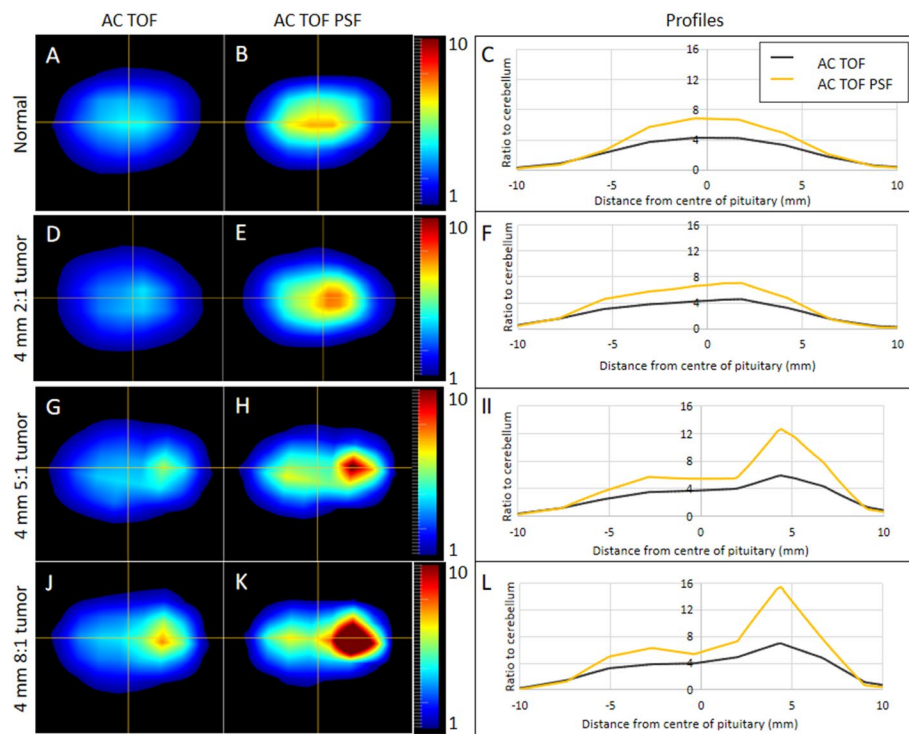 AC TOF AC TOF PSF Profiles
Normal
A
B
10
1
C
Ratio to cerebellum
16
12
8
4
0
-10 -5 0 5 10
Distance from centre of pituitary (mm)
AC TOF
AC TOF PSF
4 mm 2:1 tumor
D
E
10
1
F
Ratio to cerebellum
16
12
8
4
0
-10 -5 0 5 10
Distance from centre of pituitary (mm)
4 mm 5:1 tumor
G
H
10
1
II
Ratio to cerebellum
16
12
8
4
0
-10 -5 0 5 10
Distance from centre of pituitary (mm)
4 mm 8:1 tumor
J
K
10
1
L
Ratio to cerebellum
16
12
8
4
0
-10 -5 0 5 10
Distance from centre of pituitary (mm)